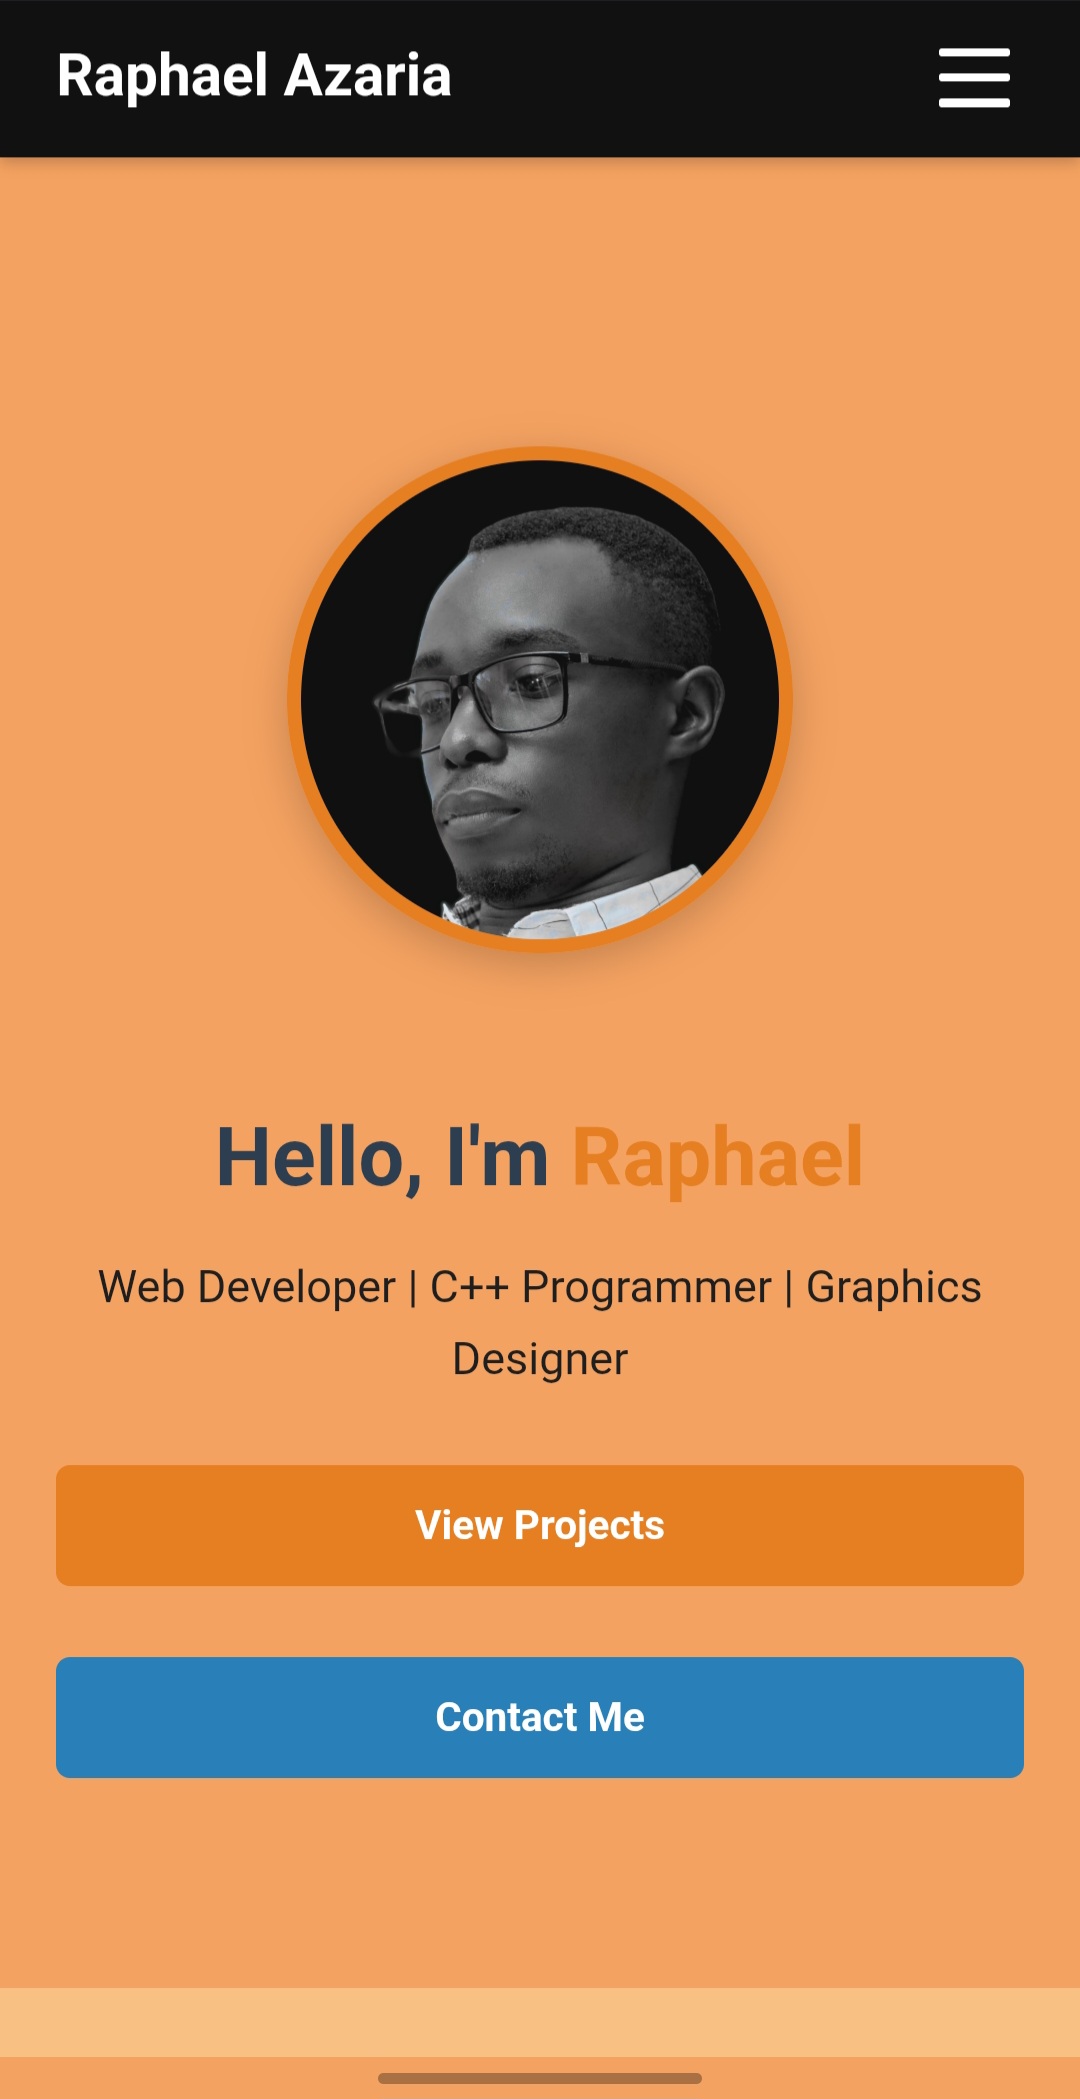 Raphael Azaria
Hello, I'm Raphael
Web Developer | C++ Programmer | Graphics
Designer
View Projects
Contact Me